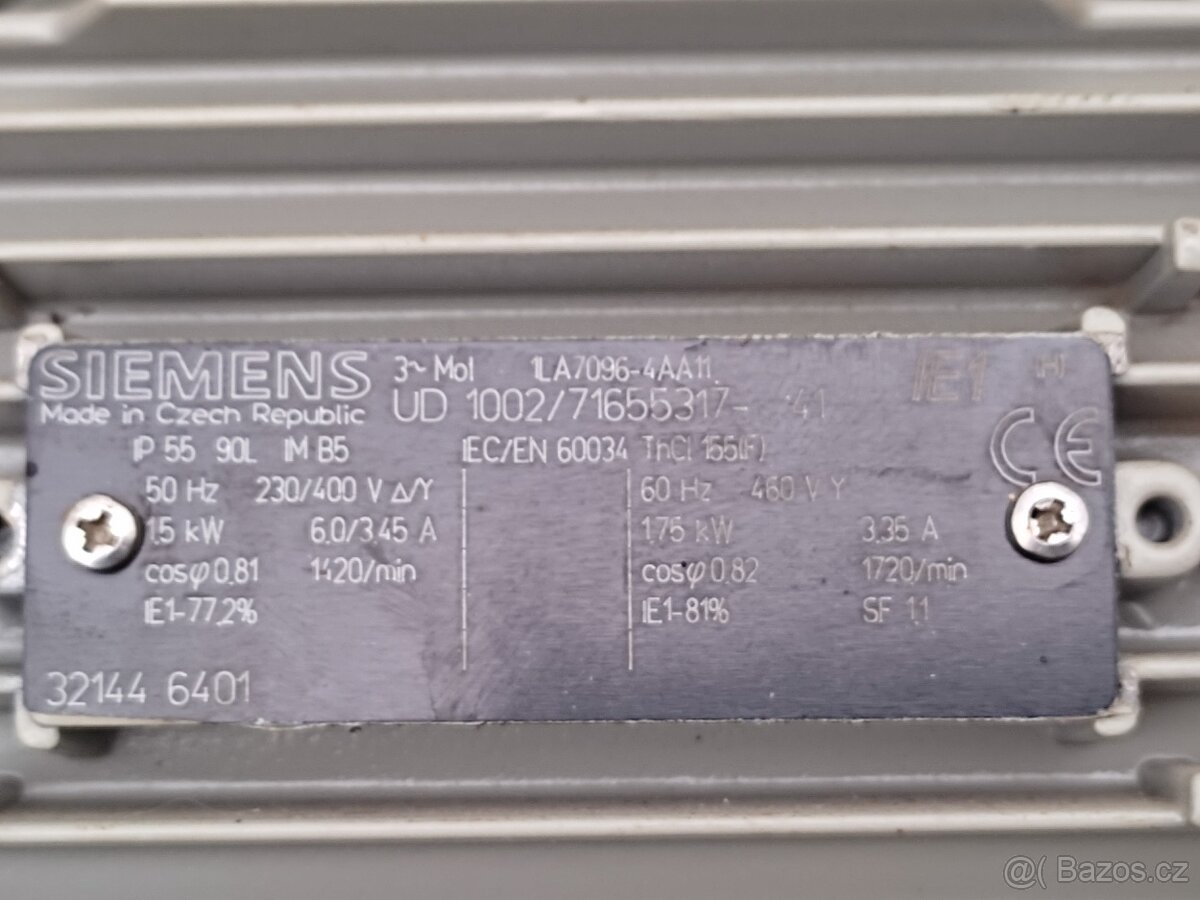 SIEMENS 3~ Mot 1LA7096-4AA11 IE1 (H)
Made in Czech Republic UD 1002/71655317- 41
IP 55 90L IM B5 IEC/EN 60034 ThCl 155(F) CE
50 Hz 230/400 V Δ/Y 60 Hz 460 V Y
1,5 kW 6.0/3,45 A 1.75 kW 3.35 A
cosφ 0,81 1420/min cosφ 0.82 1720/min
IE1-77,2% IE1-81% SF 1.1
32144 6401
@( Bazos.cz